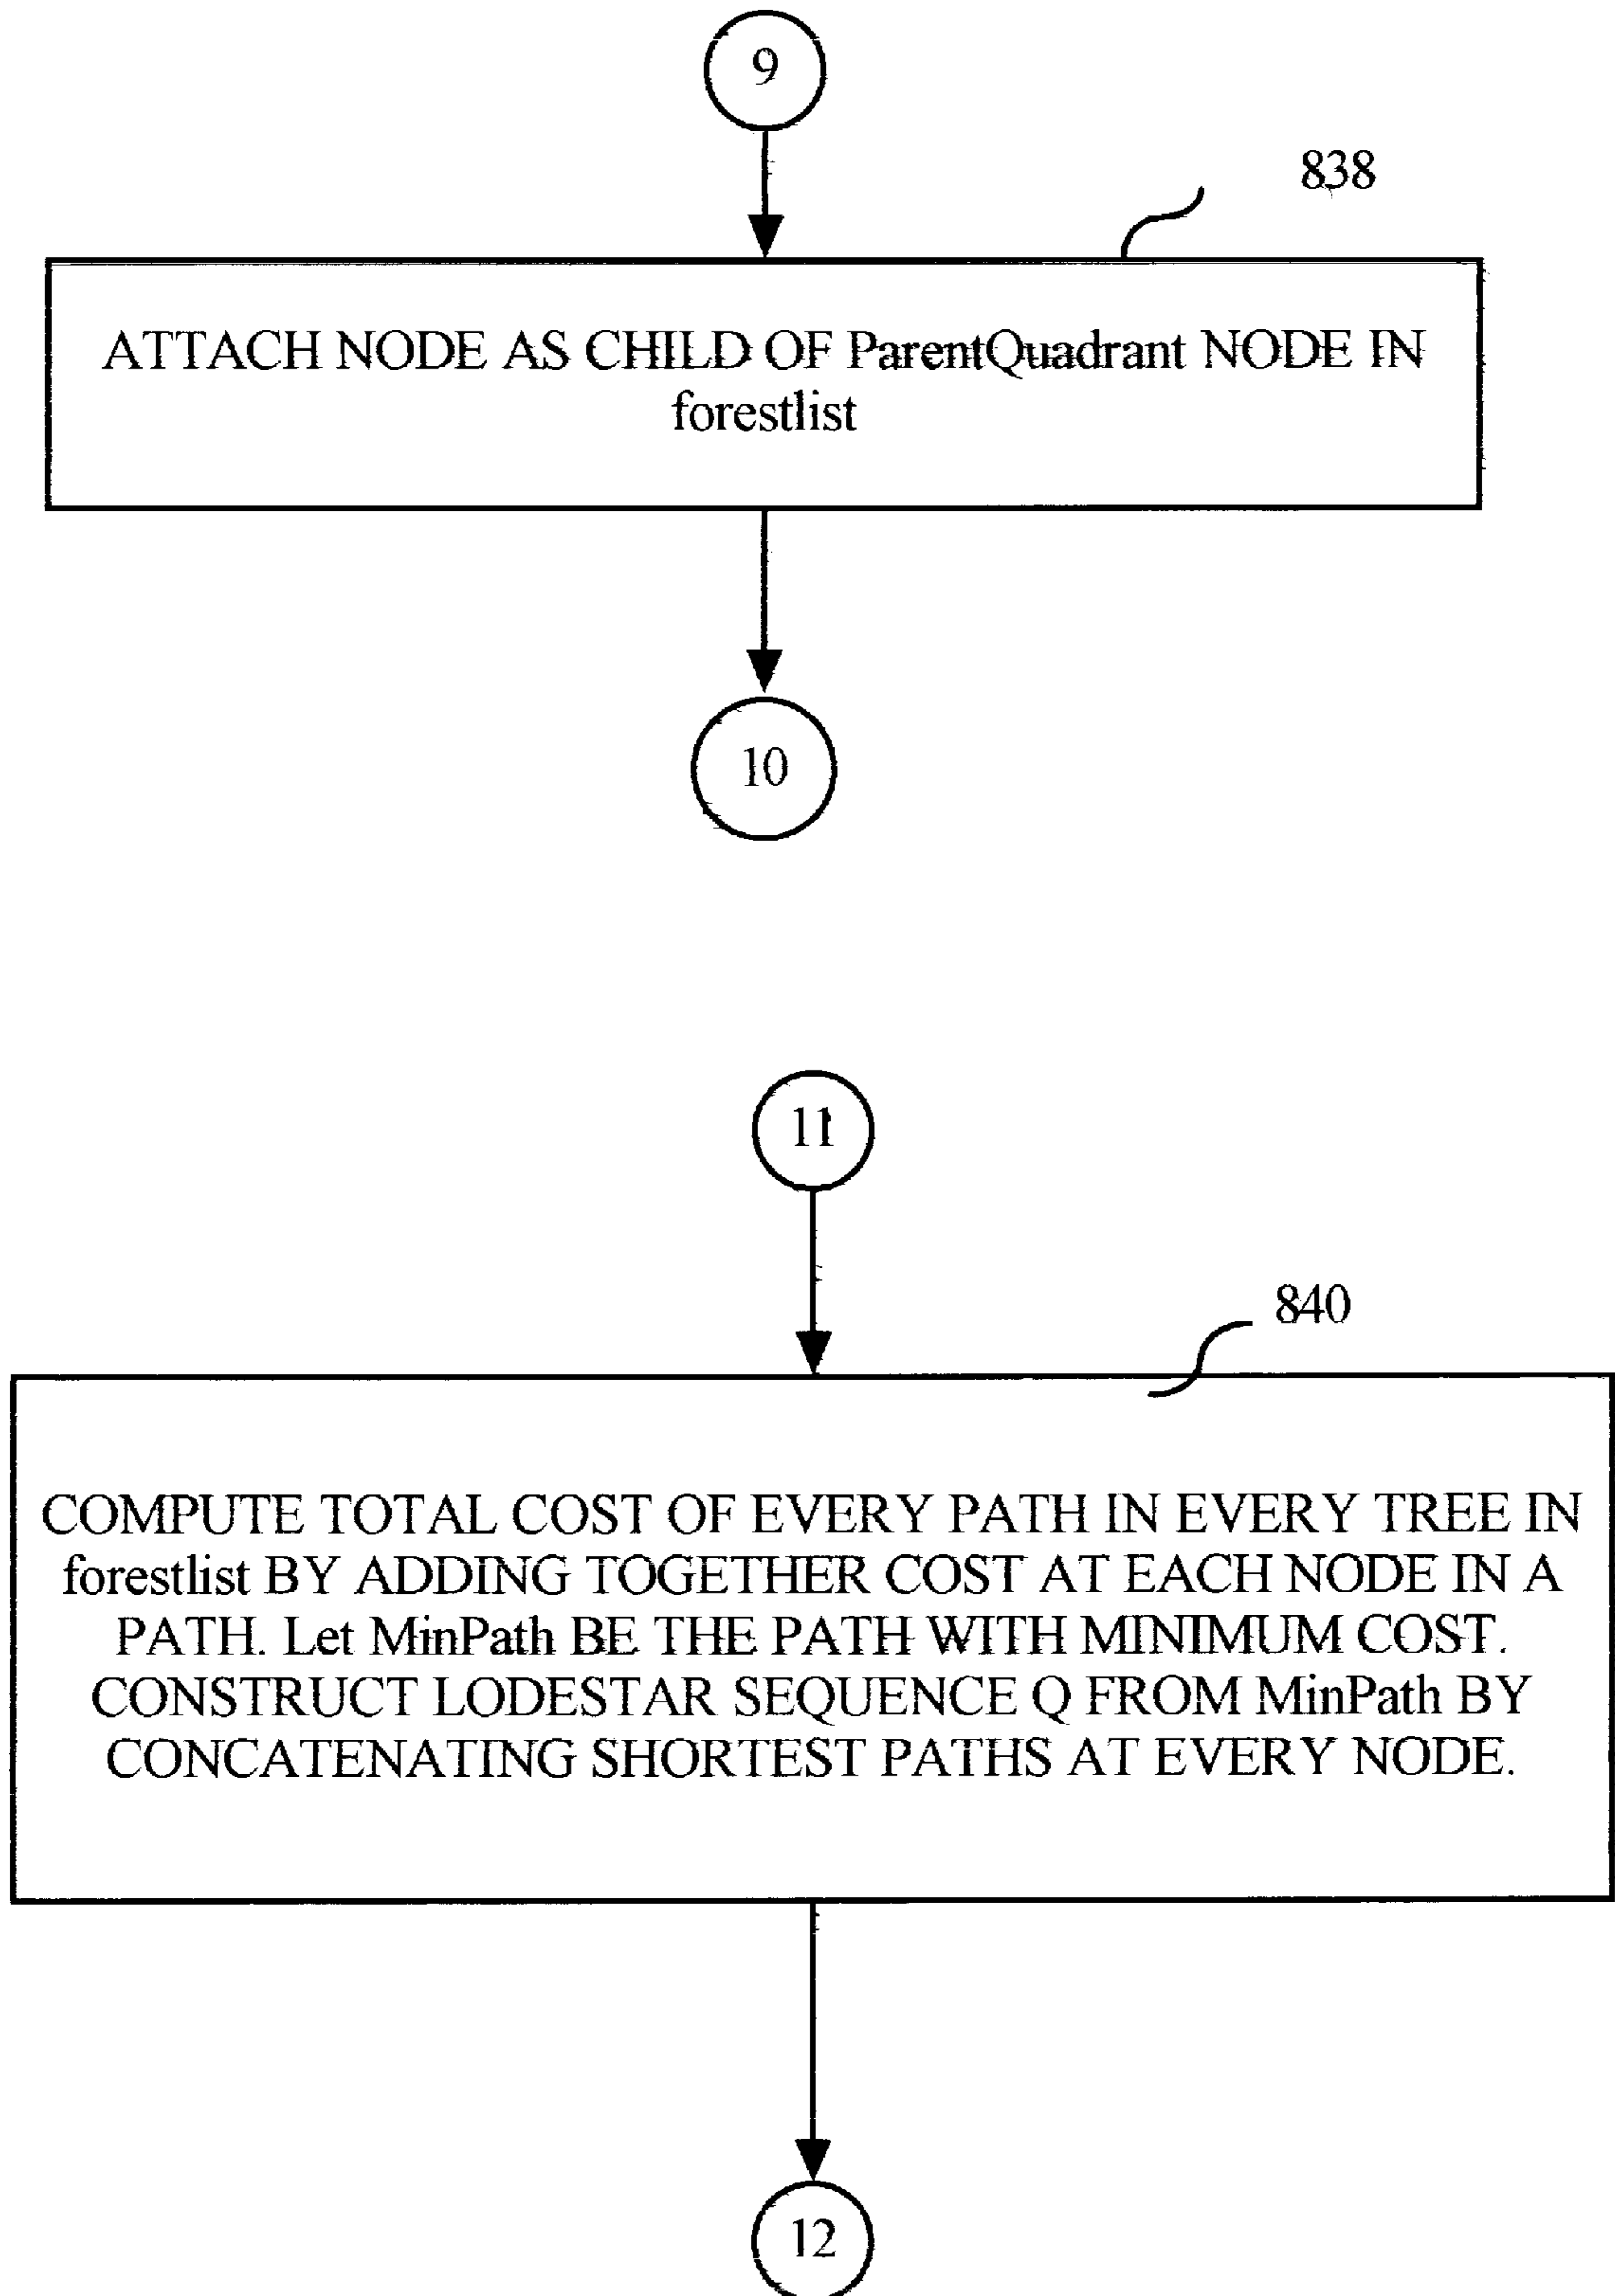 9
838
ATTACH NODE AS CHILD OF ParentQuadrant NODE IN
forestlist
10
11
840
COMPUTE TOTAL COST OF EVERY PATH IN EVERY TREE IN
forestlist BY ADDING TOGETHER COST AT EACH NODE IN A
PATH. Let MinPath BE THE PATH WITH MINIMUM COST.
CONSTRUCT LODESTAR SEQUENCE Q FROM MinPath BY
CONCATENATING SHORTEST PATHS AT EVERY NODE.
12